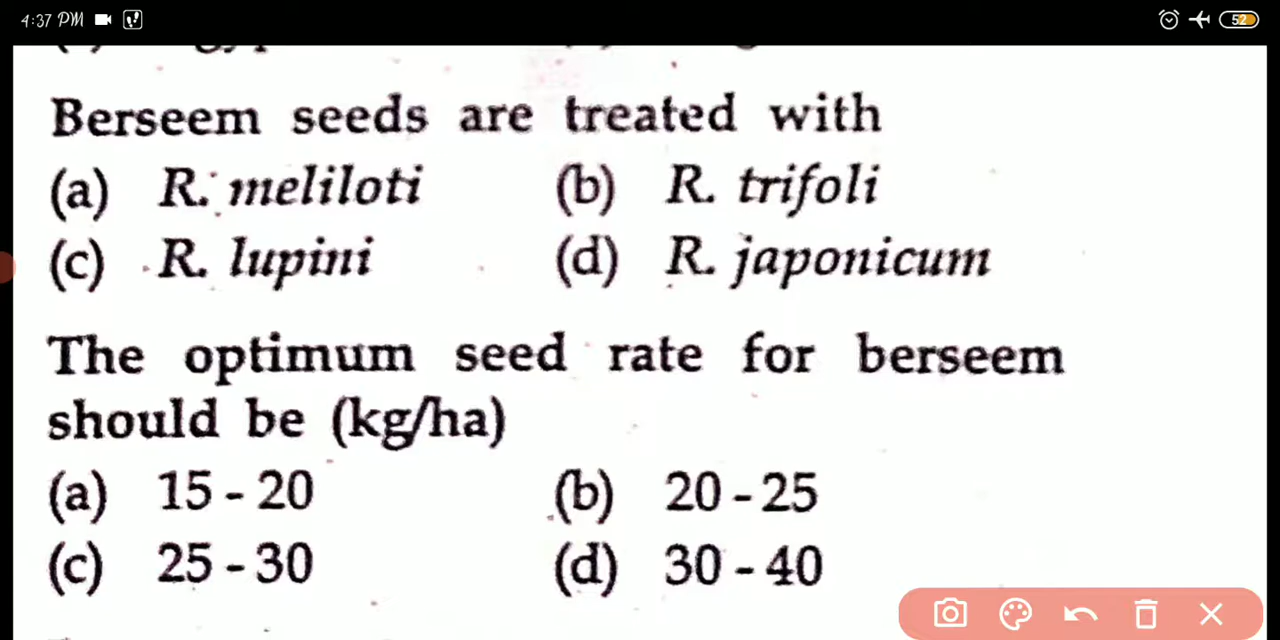 4:37 PM
52
Berseem seeds are treated with
(a) R. meliloti (b) R. trifoli
(c) R. lupini (d) R. japonicum
The optimum seed rate for berseem
should be (kg/ha)
(a) 15 - 20 (b) 20 - 25
(c) 25 - 30 (d) 30 - 40